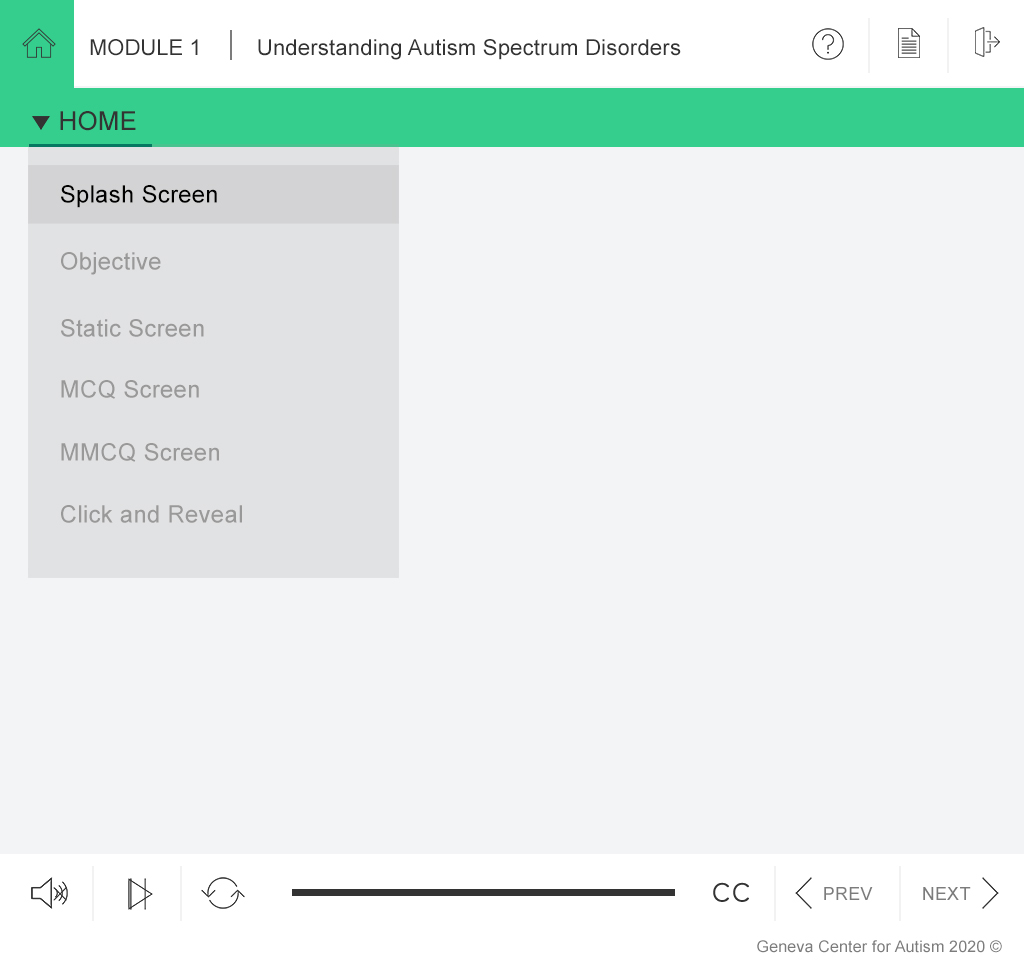 MODULE 1 | Understanding Autism Spectrum Disorders
HOME
Splash Screen
Objective
Static Screen
MCQ Screen
MMCQ Screen
Click and Reveal
CC PREV NEXT
Geneva Center for Autism 2020 ©